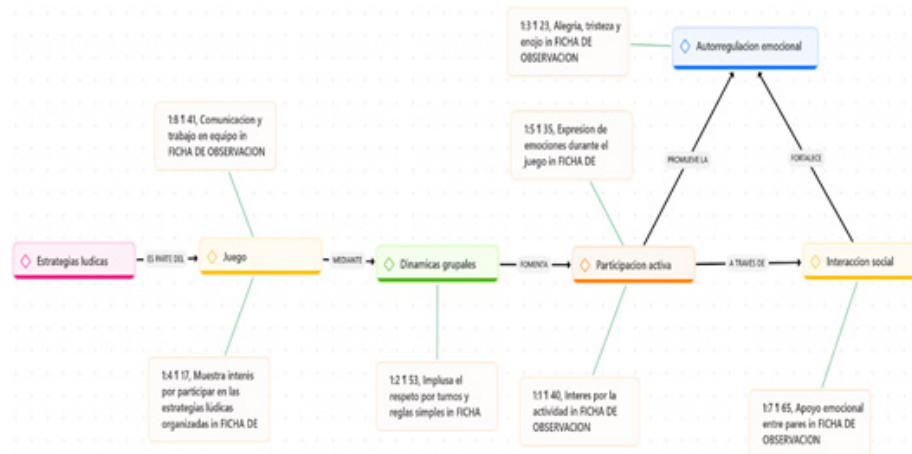 1:3 ¶ 23, Alegria, tristeza y
enojo in FICHA DE
OBSERVACION
Autorregulacion emocional
1:8 ¶ 41, Comunicacion y
trabajo en equipo in
FICHA DE OBSERVACION
1:5 ¶ 35, Expresion de
emociones durante el
juego in FICHA DE
PROMUEVE LA
FORTALECE
Estrategias ludicas
ES PARTE DEL
Juego
MEDIANTE
Dinamicas grupales
FOMENTA
Participacion activa
A TRAVES DE
Interaccion social
1:4 ¶ 17, Muestra interés
por participar en las
estrategias lúdicas
organizadas in FICHA DE
1:2 ¶ 53, Implusa el
respeto por turnos y
reglas simples in FICHA
1:1 ¶ 40, Interes por la
actividad in FICHA DE
OBSERVACION
1:7 ¶ 65, Apoyo emocional
entre pares in FICHA DE
OBSERVACION